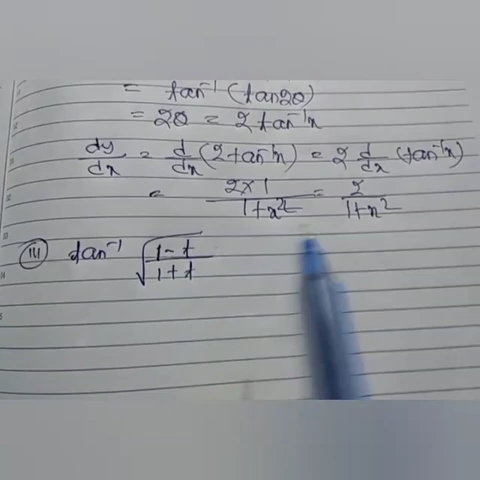 = tan⁻¹ (tan2θ)
= 2θ = 2 tan⁻¹x
dy/dx = d/dx (2 tan⁻¹x) = 2 d/dx (tan⁻¹x)
= 2×1/1+x² = 2/1+x²
(iii) tan⁻¹ √(1-t/1+t)